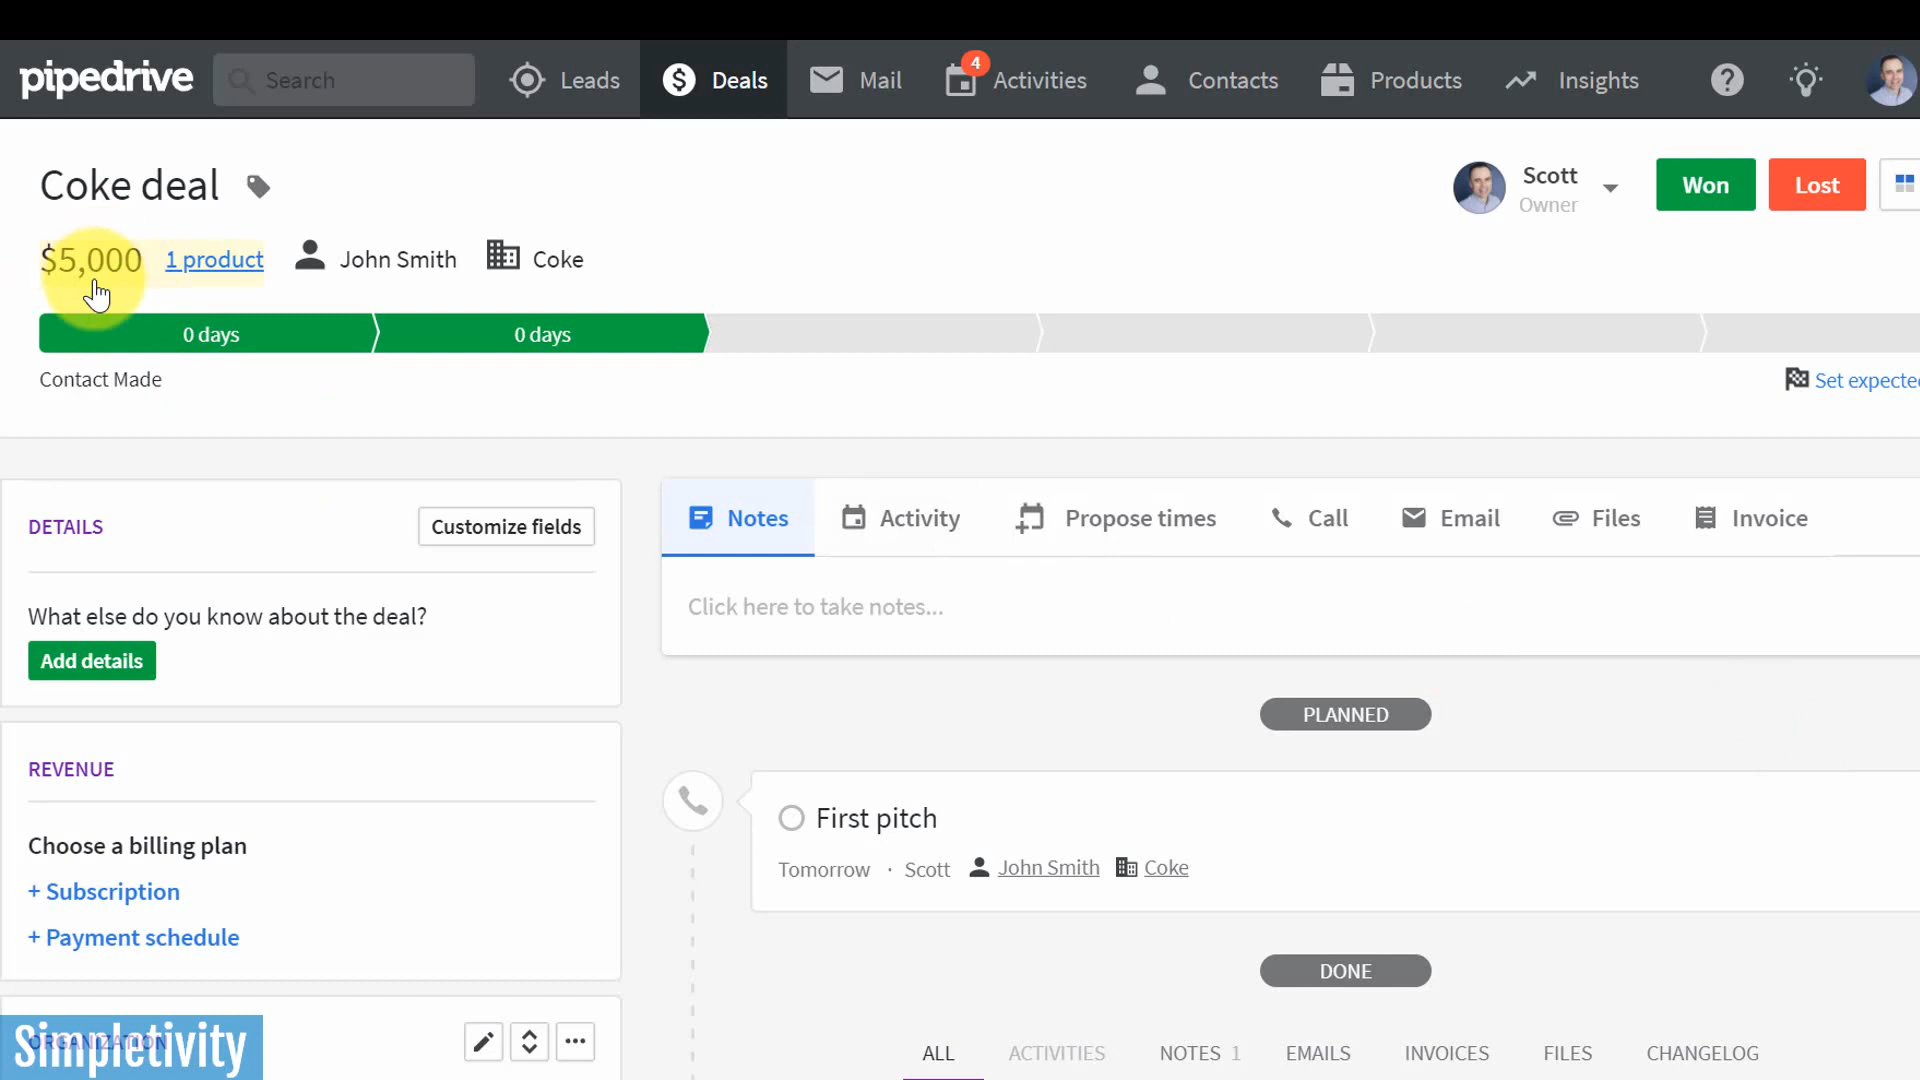 pipedrive
Search
Leads
Deals
Mail
4
Activities
Contacts
Products
Insights
Coke deal
Scott
Owner
Won
Lost
$5,000
1 product
John Smith
Coke
0 days
0 days
Contact Made
Set expected
DETAILS
Customize fields
What else do you know about the deal?
Add details
REVENUE
Choose a billing plan
+ Subscription
+ Payment schedule
ORGANIZATION
Simpletivity
Notes
Activity
Propose times
Call
Email
Files
Invoice
Click here to take notes...
PLANNED
First pitch
Tomorrow · Scott John Smith Coke
DONE
ALL
ACTIVITIES
NOTES 1
EMAILS
INVOICES
FILES
CHANGELOG